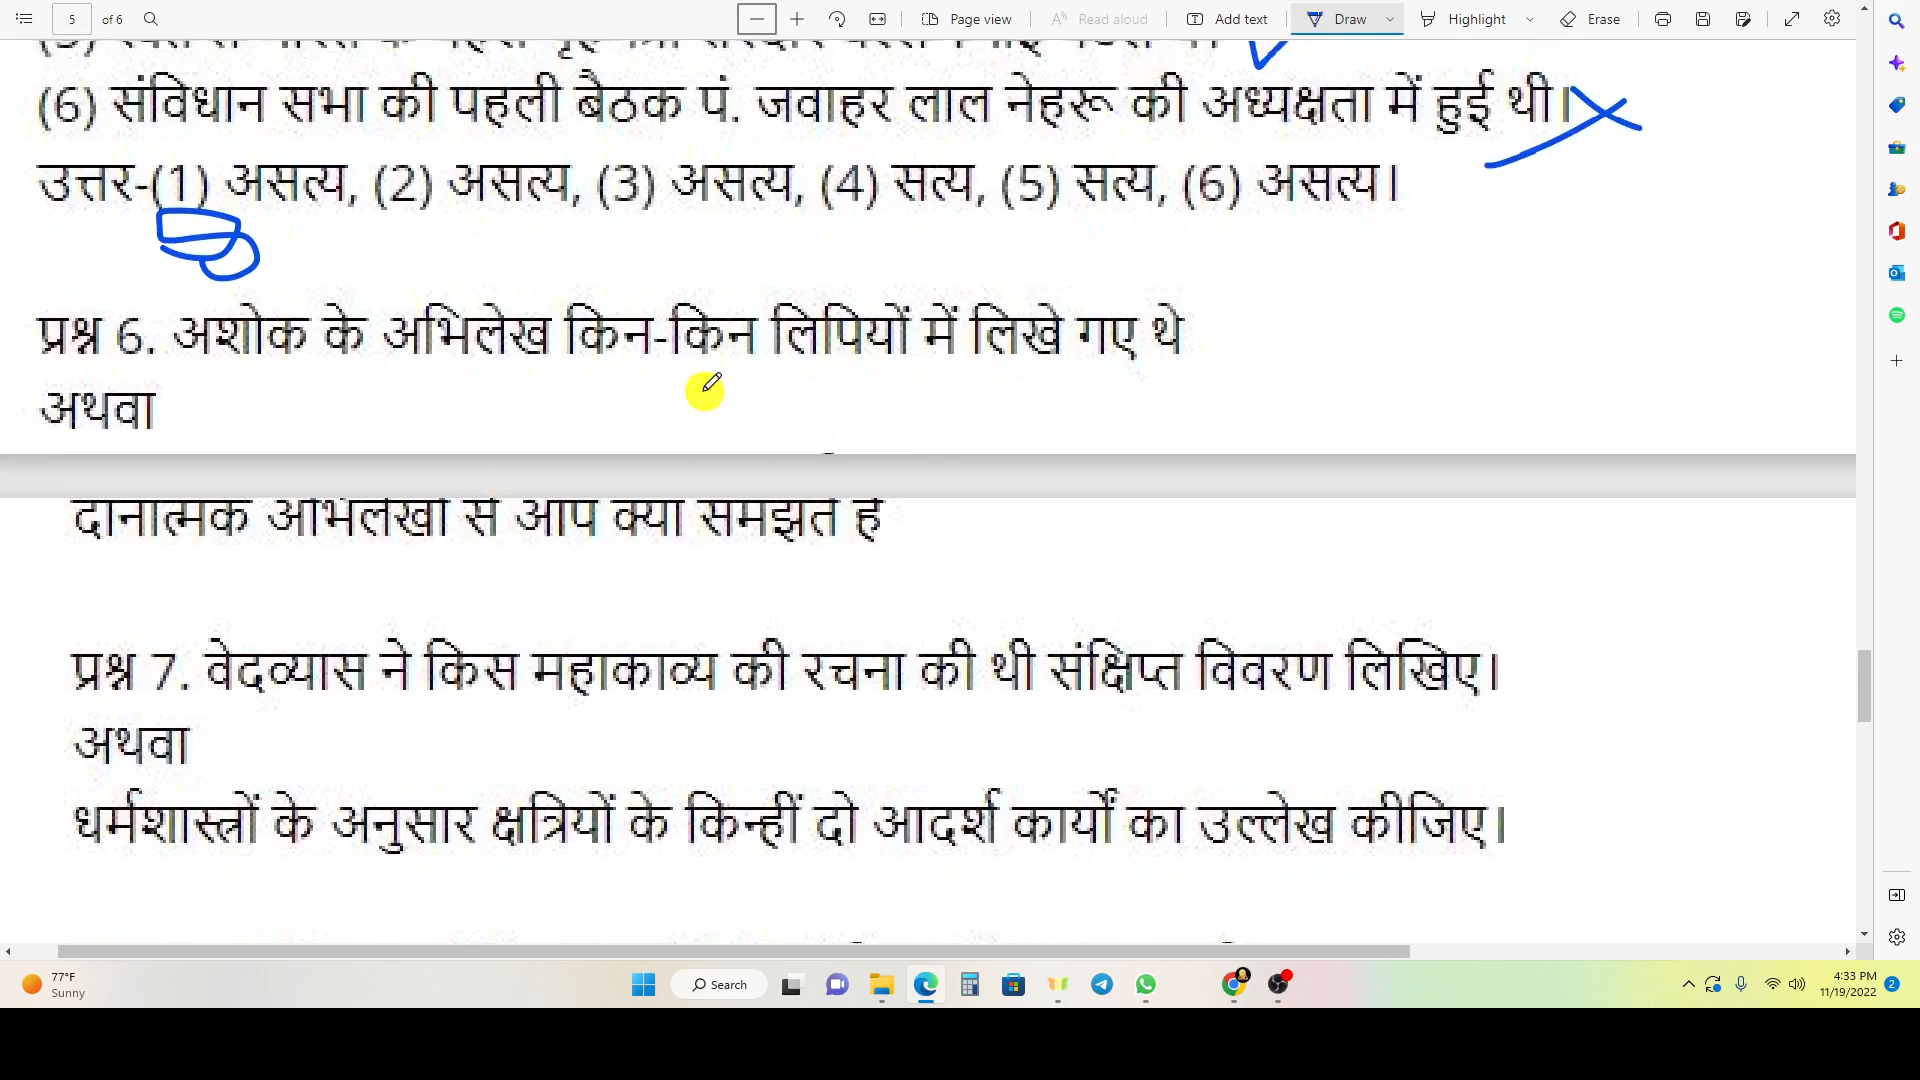 5 of 6 Page view Read aloud Add text Draw Highlight Erase
(6) संविधान सभा की पहली बैठक पं. जवाहर लाल नेहरू की अध्यक्षता में हुई थी।
उत्तर-(1) असत्य, (2) असत्य, (3) असत्य, (4) सत्य, (5) सत्य, (6) असत्य।
प्रश्न 6. अशोक के अभिलेख किन-किन लिपियों में लिखे गए थे
अथवा
दानात्मक अभिलेखों से आप क्या समझते हैं
प्रश्न 7. वेदव्यास ने किस महाकाव्य की रचना की थी संक्षिप्त विवरण लिखिए।
अथवा
धर्मशास्त्रों के अनुसार क्षत्रियों के किन्हीं दो आदर्श कार्यों का उल्लेख कीजिए।
77°F
Sunny
Search
4:33 PM
11/19/2022
2